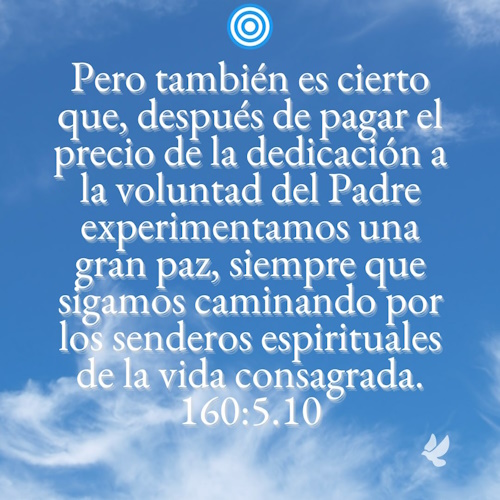 Pero también es cierto
que, después de pagar el
precio de la dedicación a
la voluntad del Padre
experimentamos una
gran paz, siempre que
sigamos caminando por
los senderos espirituales
de la vida consagrada.
160:5.10